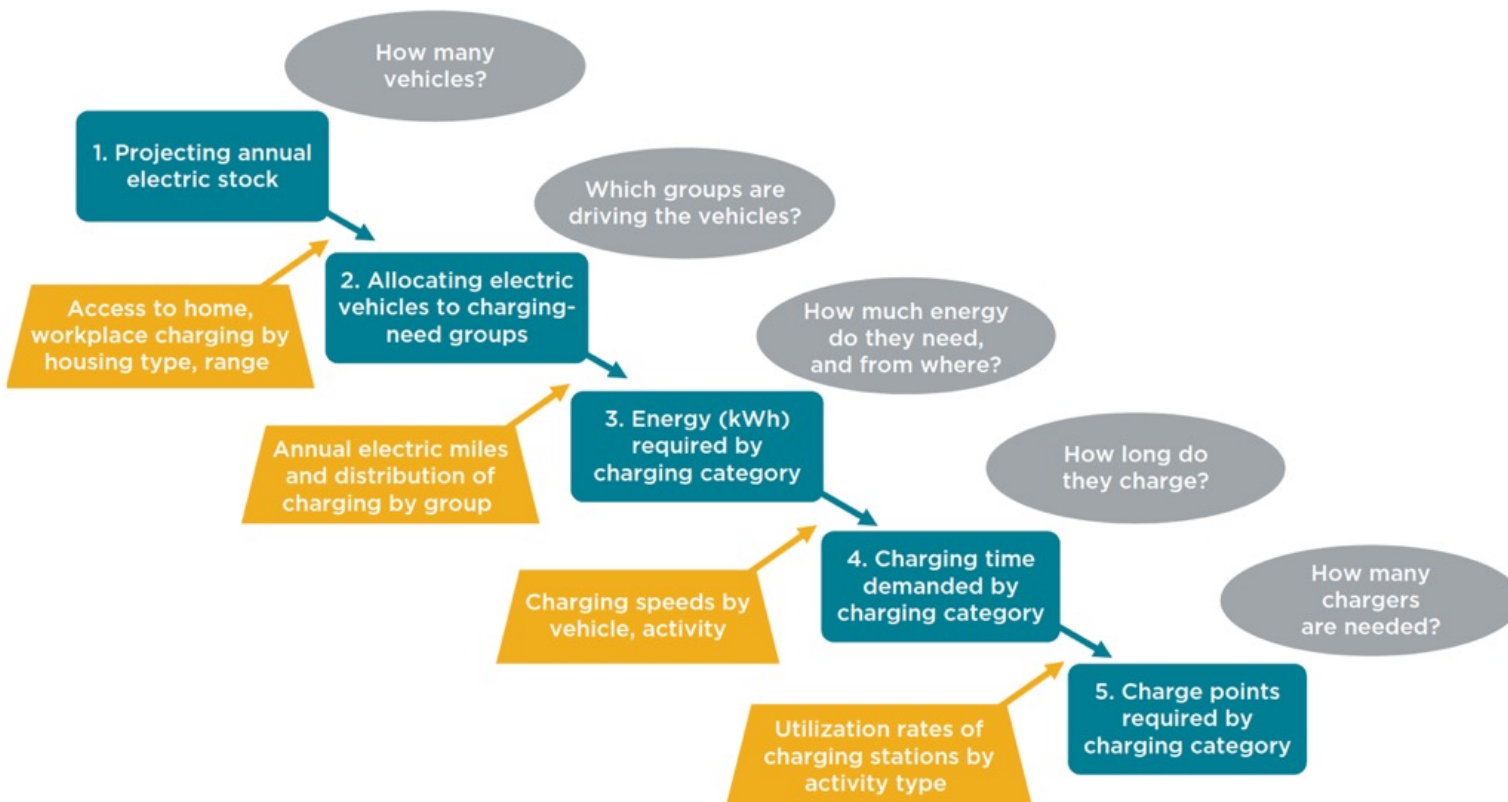 How many
vehicles?
1. Projecting annual
electric stock
Which groups are
driving the vehicles?
Access to home,
workplace charging by
housing type, range
2. Allocating electric
vehicles to charging-
need groups
How much energy
do they need,
and from where?
Annual electric miles
and distribution of
charging by group
3. Energy (kWh)
required by
charging category
How long do
they charge?
Charging speeds by
vehicle, activity
4. Charging time
demanded by
charging category
How many
chargers
are needed?
Utilization rates of
charging stations by
activity type
5. Charge points
required by
charging category